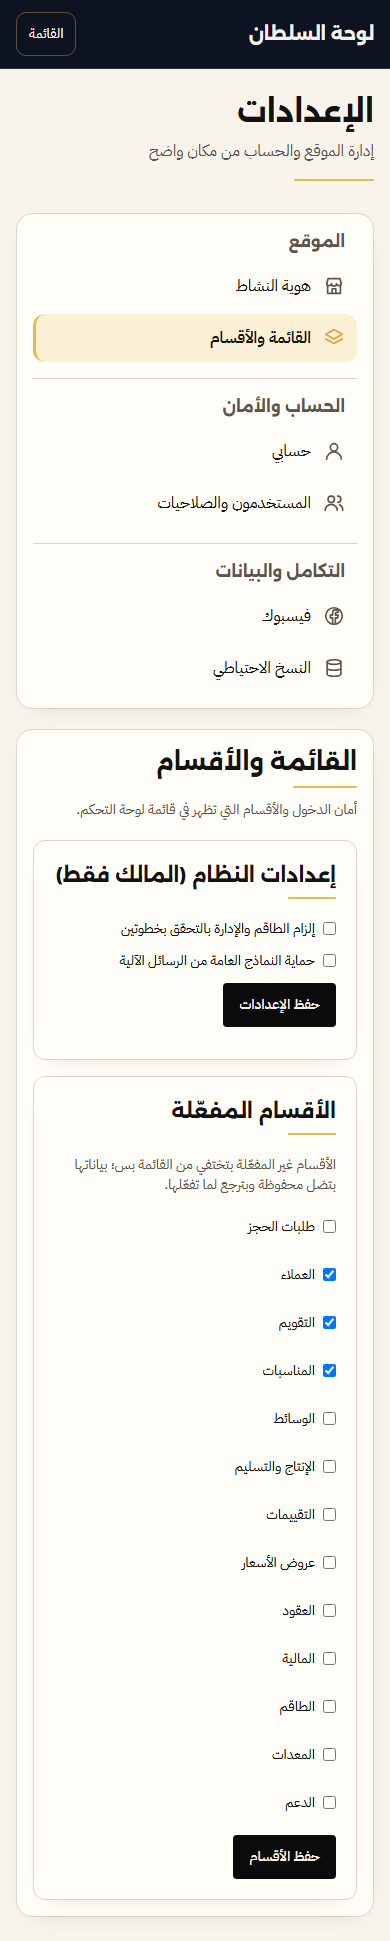 لوحة السلطان
القائمة
الإعدادات
إدارة الموقع والحساب من مكان واضح
الموقع
هوية النشاط
القائمة والأقسام
الحساب والأمان
حسابي
المستخدمون والصلاحيات
التكامل والبيانات
فيسبوك
النسخ الاحتياطي
القائمة والأقسام
أمان الدخول والأقسام التي تظهر في قائمة لوحة التحكم.
إعدادات النظام (المالك فقط)
إلزام الطاقم والإدارة بالتحقق بخطوتين
حماية النماذج العامة من الرسائل الآلية
حفظ الإعدادات
الأقسام المفعّلة
الأقسام غير المفعّلة بتختفي من القائمة بس؛ بياناتها
بتضل محفوظة وبترجع لما تفعّلها.
طلبات الحجز
العملاء
التقويم
المناسبات
الوسائط
الإنتاج والتسليم
التقييمات
عروض الأسعار
العقود
المالية
الطاقم
المعدات
الدعم
حفظ الأقسام